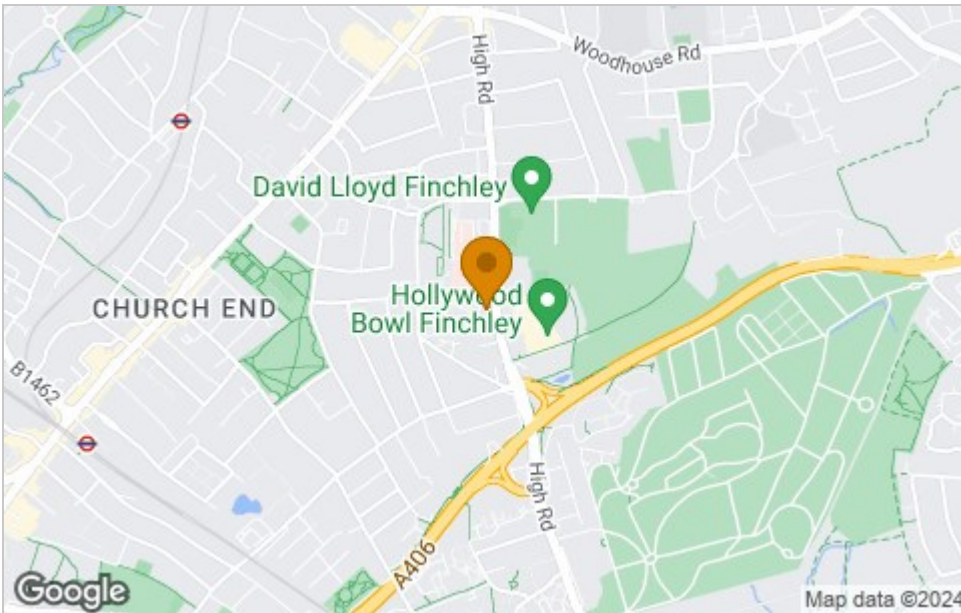 High Rd
Woodhouse Rd
David Lloyd Finchley
Hollywood
Bowl Finchley
CHURCH END
B1462
High Rd
A406
Google
Map data ©2024